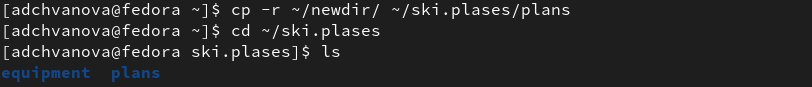 [adchvanova@fedora ~]$ cp -r ~/newdir/ ~/ski.plases/plans
[adchvanova@fedora ~]$ cd ~/ski.plases
[adchvanova@fedora ski.plases]$ ls
equipment  plans